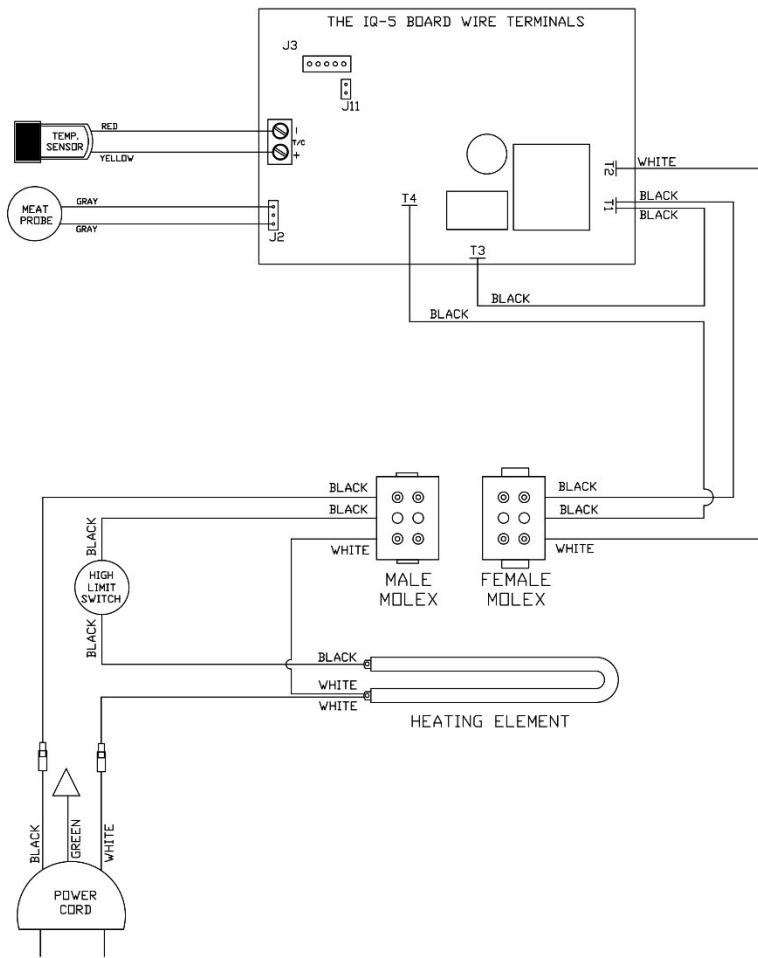 THE IQ-5 BOARD WIRE TERMINALS
J3
J11
RED
-
T/C
TEMP.
SENSOR
YELLOW
+
T2
WHITE
BLACK
T1
BLACK
GRAY
MEAT
PROBE
GRAY
J2
T4
T3
BLACK
BLACK
BLACK
BLACK
BLACK
BLACK
BLACK
WHITE
WHITE
HIGH
LIMIT
SWITCH
MALE
MOLEX
FEMALE
MOLEX
BLACK
BLACK
WHITE
WHITE
HEATING ELEMENT
BLACK
GREEN
WHITE
POWER
CORD